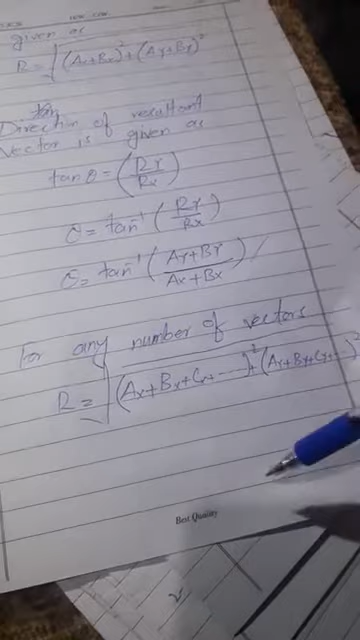 given as
R = √(Ax+Bx)²+(Ay+By)²
Direction of resultant
vector is given as
tanθ = (Ry/Rx)
θ = tan⁻¹ (Ry/Rx)
θ = tan⁻¹ (Ay+By/Ax+Bx)
For any number of vectors
R = √(Ax+Bx+Cx+----)²+(Ax+By+Cy+...)²
Best Quality